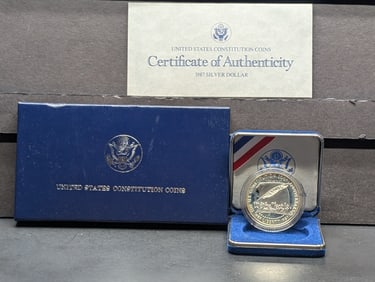 UNITED STATES CONSTITUTION COINS
Certificate of Authenticity
1987 SILVER DOLLAR
UNITED STATES CONSTITUTION COINS